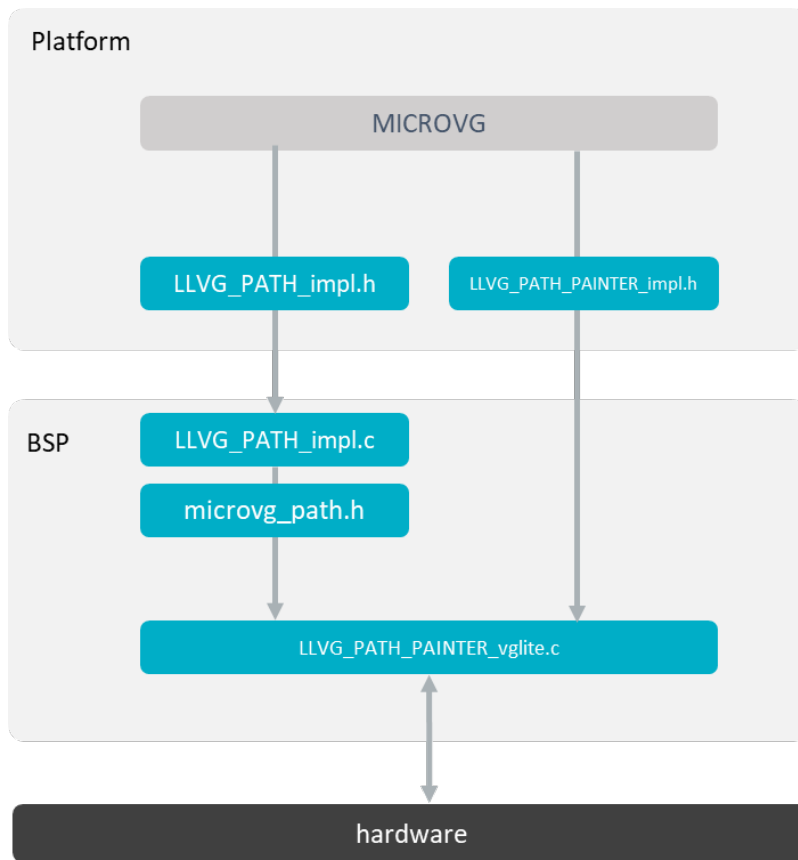 Platform
MICROVG
LLVG_PATH_impl.h
LLVG_PATH_PAINTER_impl.h
BSP
LLVG_PATH_impl.c
microvg_path.h
LLVG_PATH_PAINTER_vglite.c
hardware